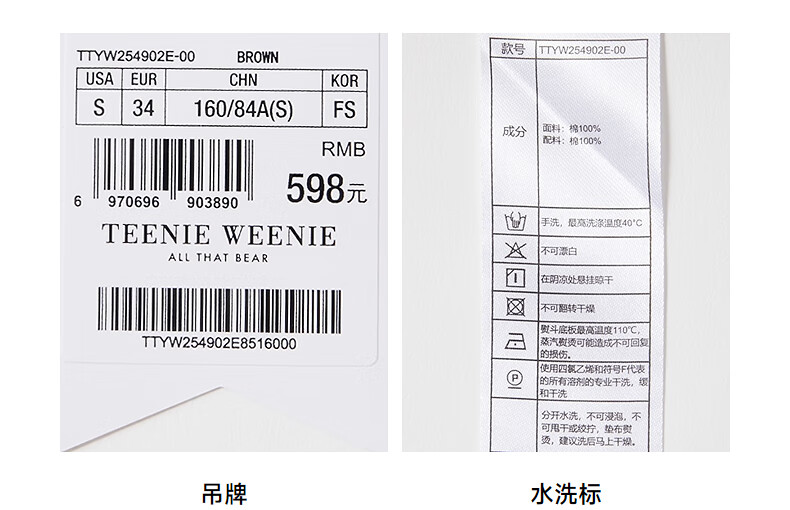 TTYW254902E-00 BROWN
USA EUR CHN KOR
S 34 160/84A(S) FS
RMB
598元
6 970696 903890
TEENIE WEENIE
ALL THAT BEAR
TTYW254902E8516000
吊牌
款号 TTYW254902E-00
成分
面料：棉100%
配料：棉100%
手洗，最高洗涤温度40°C
不可漂白
在阴凉处悬挂晾干
不可翻转干燥
熨斗底板最高温度110℃，
蒸汽熨烫可能造成不可回复
的损伤。
P
使用四氯乙烯和符号F代表
的所有溶剂的专业干洗，缓
和干洗
分开水洗，不可浸泡，不
可甩干或绞拧，垫布熨
烫，建议洗后马上干燥。
水洗标